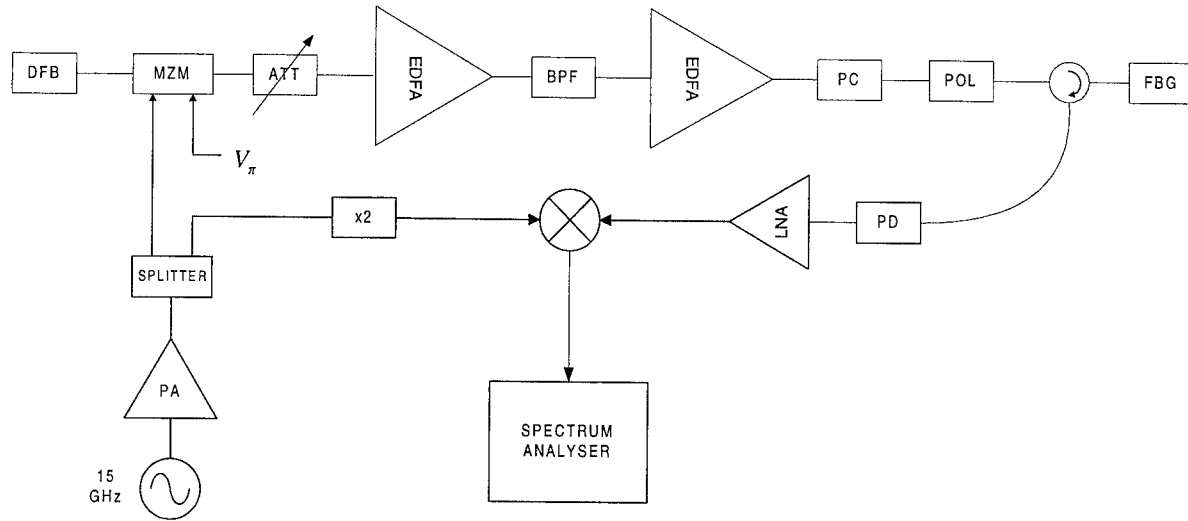 DFB
MZM
ATT
EDFA
BPF
EDFA
PC
POL
FBG
Vπ
x2
LNA
PD
SPLITTER
PA
SPECTRUM
ANALYSER
15
GHz